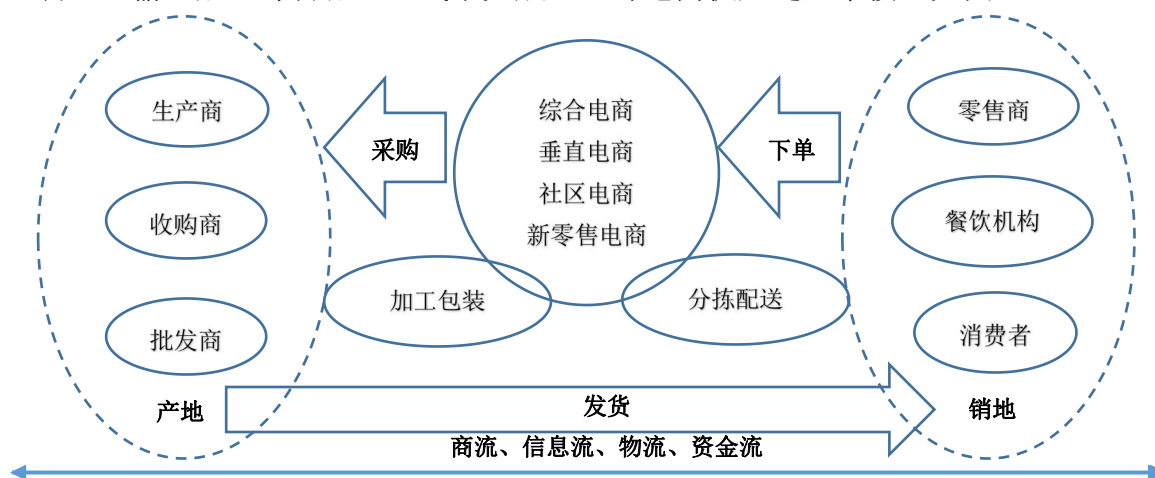 生产商
收购商
批发商
产地
采购
综合电商
垂直电商
社区电商
新零售电商
加工包装
分拣配送
下单
零售商
餐饮机构
消费者
销地
发货
商流、信息流、物流、资金流